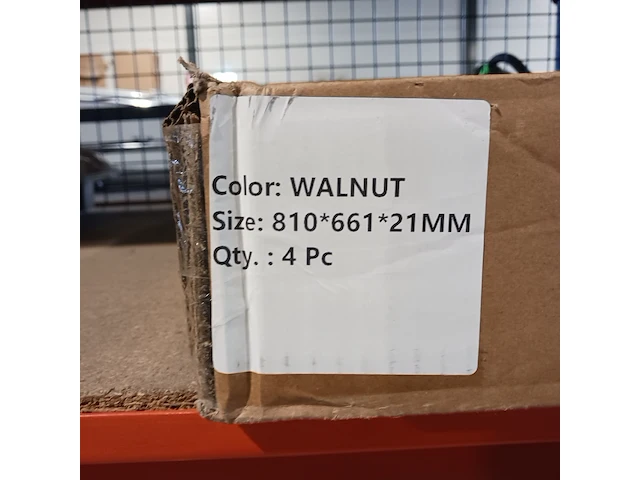 Color: WALNUT
Size: 810*661*21MM
Qty. : 4 Pc